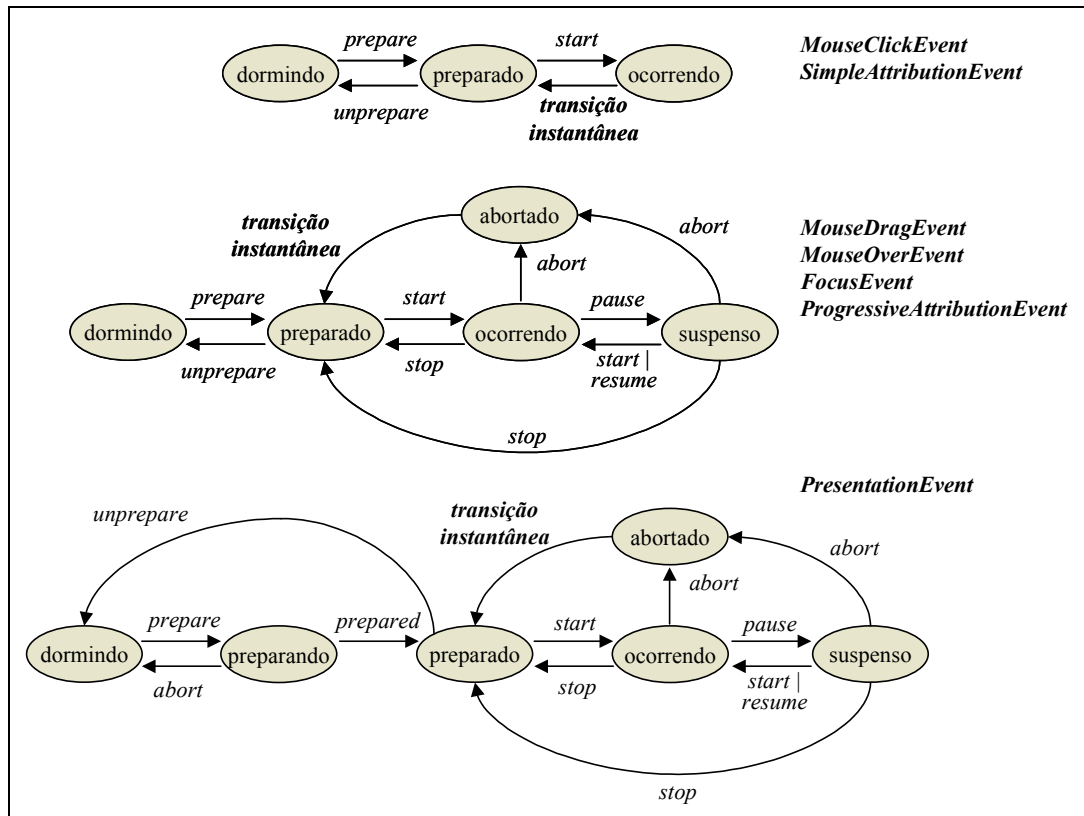 prepare
start
MouseClickEvent
SimpleAttributionEvent
dormindo
preparado
ocorrendo
unprepare
transição
instantânea
transição
instantânea
abortado
abort
MouseDragEvent
MouseOverEvent
FocusEvent
ProgressiveAttributionEvent
abort
prepare
start
pause
dormindo
preparado
ocorrendo
suspenso
unprepare
stop
start |
resume
stop
PresentationEvent
unprepare
transição
instantânea
abortado
abort
abort
prepare
prepared
start
pause
dormindo
preparando
preparado
ocorrendo
suspenso
abort
stop
start |
resume
stop